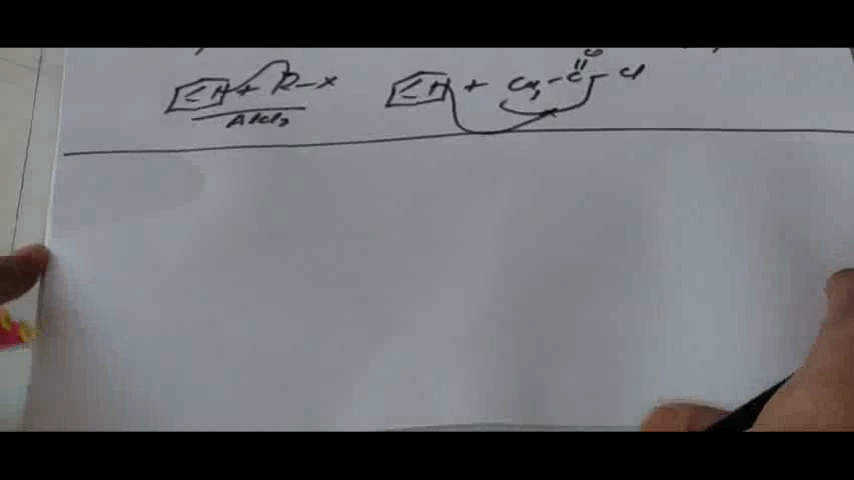 H + R-X H + CH3-C-Cl
O
AlCl3